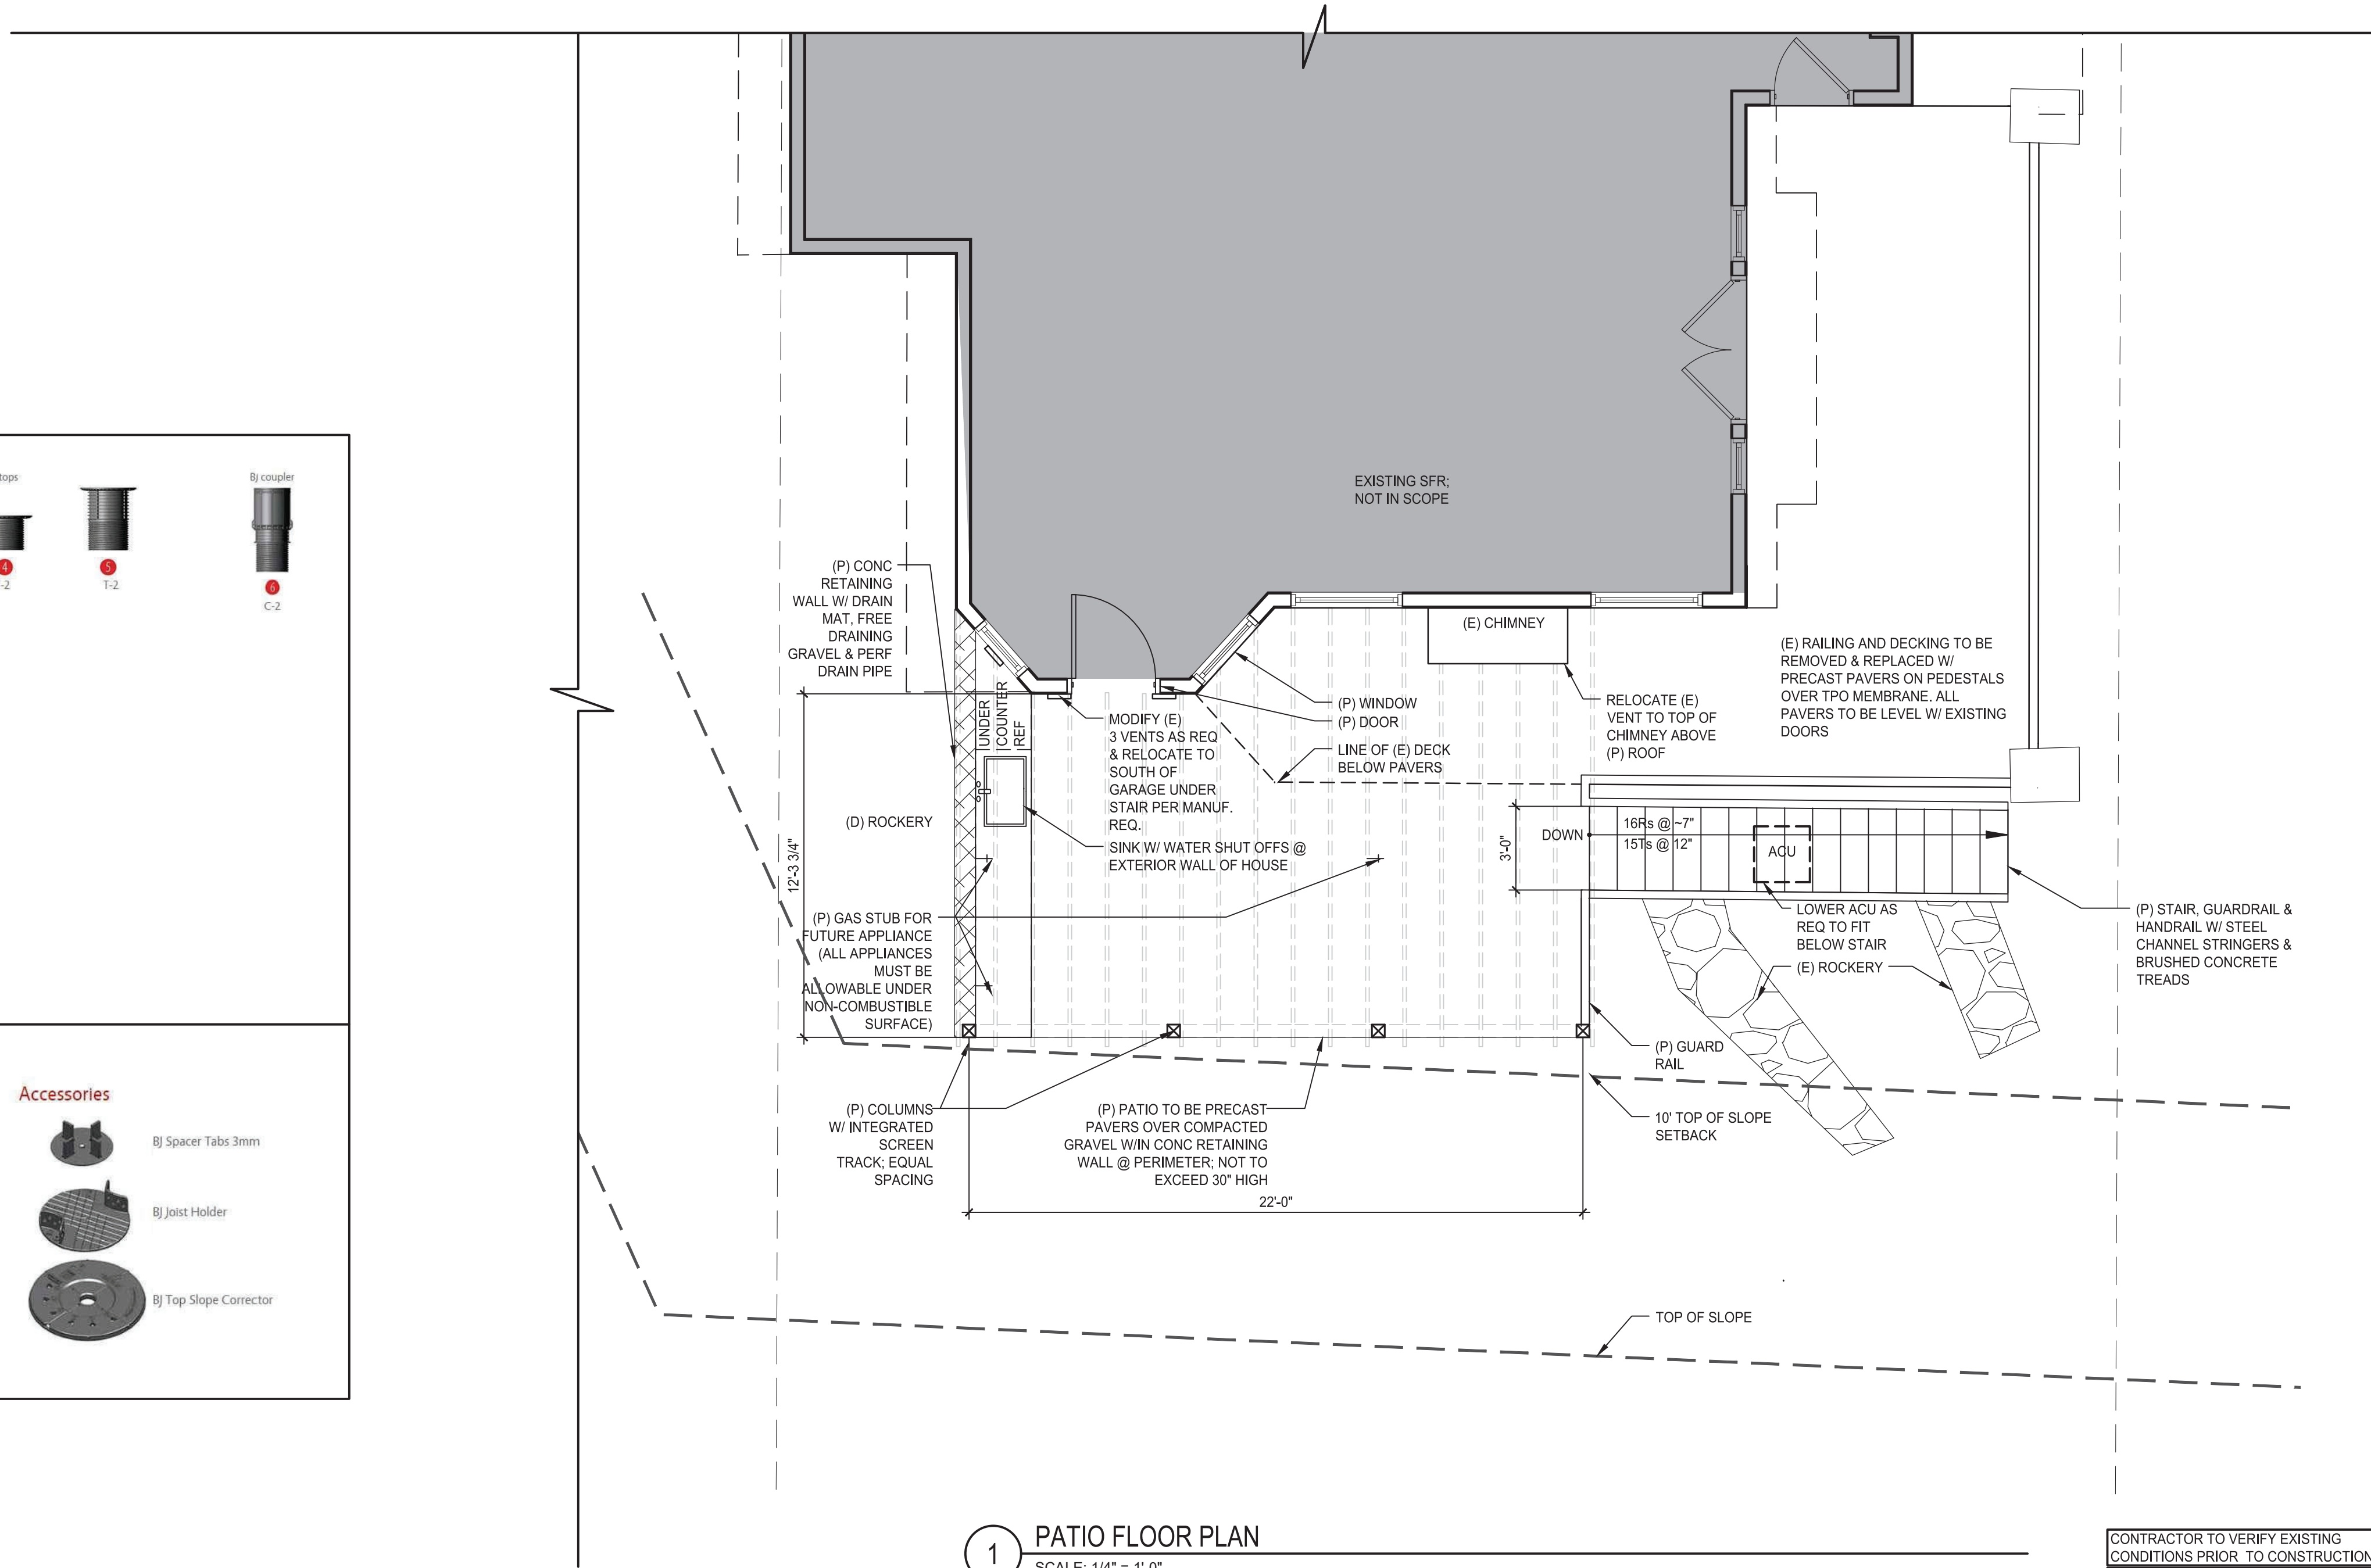 tops
BJ coupler
4
-2
5
T-2
6
C-2
Accessories
BJ Spacer Tabs 3mm
BJ Joist Holder
BJ Top Slope Corrector
EXISTING SFR;
NOT IN SCOPE
(P) CONC
RETAINING
WALL W/ DRAIN
MAT, FREE
DRAINING
GRAVEL & PERF
DRAIN PIPE
(E) CHIMNEY
(E) RAILING AND DECKING TO BE
REMOVED & REPLACED W/
PRECAST PAVERS ON PEDESTALS
OVER TPO MEMBRANE. ALL
PAVERS TO BE LEVEL W/ EXISTING
DOORS
UNDER
COUNTER
REF
MODIFY (E)
3 VENTS AS REQ
& RELOCATE TO
SOUTH OF
GARAGE UNDER
STAIR PER MANUF.
REQ.
(P) WINDOW
(P) DOOR
LINE OF (E) DECK
BELOW PAVERS
RELOCATE (E)
VENT TO TOP OF
CHIMNEY ABOVE
(P) ROOF
(D) ROCKERY
12'-3 3/4"
SINK W/ WATER SHUT OFFS @
EXTERIOR WALL OF HOUSE
3'-0"
DOWN
16Rs @ ~7"
15Ts @ 12"
ACU
(P) GAS STUB FOR
FUTURE APPLIANCE
(ALL APPLIANCES
MUST BE
ALLOWABLE UNDER
NON-COMBUSTIBLE
SURFACE)
LOWER ACU AS
REQ TO FIT
BELOW STAIR
(E) ROCKERY
(P) STAIR, GUARDRAIL &
HANDRAIL W/ STEEL
CHANNEL STRINGERS &
BRUSHED CONCRETE
TREADS
(P) GUARD
RAIL
(P) COLUMNS
W/ INTEGRATED
SCREEN
TRACK; EQUAL
SPACING
(P) PATIO TO BE PRECAST
PAVERS OVER COMPACTED
GRAVEL W/IN CONC RETAINING
WALL @ PERIMETER; NOT TO
EXCEED 30" HIGH
10' TOP OF SLOPE
SETBACK
22'-0"
TOP OF SLOPE
1
PATIO FLOOR PLAN
SCALE: 1/4" = 1'-0"
CONTRACTOR TO VERIFY EXISTING
CONDITIONS PRIOR TO CONSTRUCTION